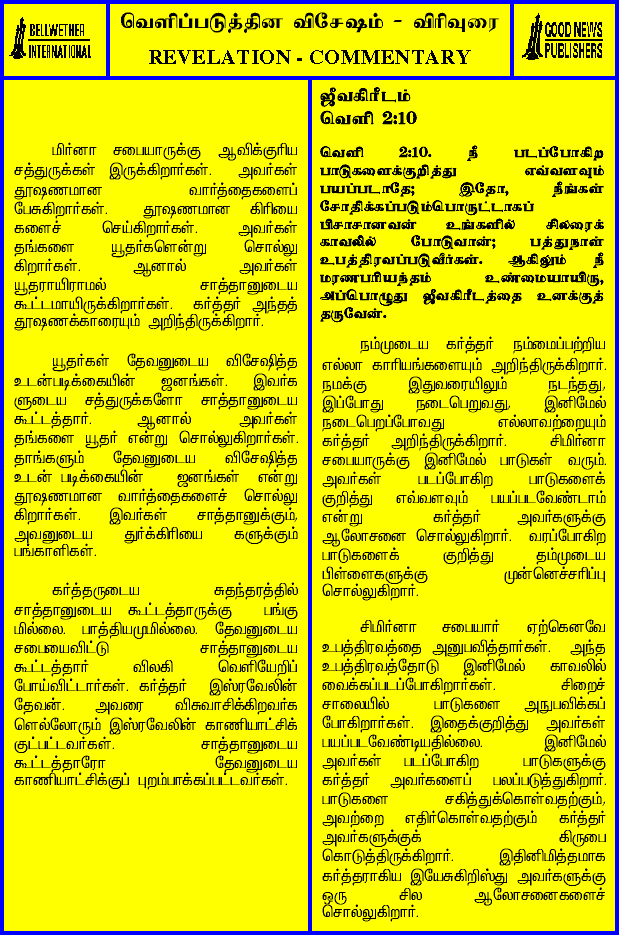 BELLWETHER
INTERNATIONAL
வெளிப்படுத்தின விசேஷம் - விரிவுரை
REVELATION - COMMENTARY
GOOD NEWS
PUBLISHERS
மிர்னா சபையாருக்கு ஆவிக்குரிய
சத்துருக்கள் இருக்கிறார்கள். அவர்கள்
தூஷணமான வார்த்தைகளைப்
பேசுகிறார்கள். தூஷணமான கிரியை
களைச் செய்கிறார்கள். அவர்கள்
தங்களை யூதர்களென்று சொல்லு
கிறார்கள். ஆனால் அவர்கள்
யூதராயிராமல் சாத்தானுடைய
கூட்டமாயிருக்கிறார்கள். கர்த்தர் அந்தத்
தூஷணக்காரையும் அறிந்திருக்கிறார்.
யூதர்கள் தேவனுடைய விசேஷித்த
உடன்படிக்கையின் ஜனங்கள். இவர்க
ளுடைய சத்துருக்களோ சாத்தானுடைய
கூட்டத்தார். ஆனால் அவர்கள்
தங்களை யூதர் என்று சொல்லுகிறார்கள்.
தாங்களும் தேவனுடைய விசேஷித்த
உடன் படிக்கையின் ஜனங்கள் என்று
தூஷணமான வார்த்தைகளைச் சொல்லு
கிறார்கள். இவர்கள் சாத்தானுக்கும்,
அவனுடைய துர்க்கிரியை களுக்கும்
பங்காளிகள்.
கர்த்தருடைய சுதந்தரத்தில்
சாத்தானுடைய கூட்டத்தாருக்கு பங்கு
மில்லை. பாத்தியமுமில்லை. தேவனுடைய
சபையைவிட்டு சாத்தானுடைய
கூட்டத்தார் விலகி வெளியேறிப்
போய்விட்டார்கள். கர்த்தர் இஸ்ரவேலின்
தேவன். அவரை விசுவாசிக்கிறவர்க
ளெல்லோரும் இஸ்ரவேலின் காணியாட்சிக்
குட்பட்டவர்கள். சாத்தானுடைய
கூட்டத்தாரோ தேவனுடைய
காணியாட்சிக்குப் புறம்பாக்கப்பட்டவர்கள்.
ஜீவகிரீடம்
வெளி 2:10
வெளி 2:10. நீ படப்போகிற
பாடுகளைக்குறித்து எவ்வளவும்
பயப்படாதே; இதோ, நீங்கள்
சோதிக்கப்படும்பொருட்டாகப்
பிசாசானவன் உங்களில் சிலரைக்
காவலில் போடுவான்; பத்துநாள்
உபத்திரவப்படுவீர்கள். ஆகிலும் நீ
மரணபரியந்தம் உண்மையாயிரு,
அப்பொழுது ஜீவகிரீடத்தை உனக்குத்
தருவேன்.
நம்முடைய கர்த்தர் நம்மைப்பற்றிய
எல்லா காரியங்களையும் அறிந்திருக்கிறார்.
நமக்கு இதுவரையிலும் நடந்தது,
இப்போது நடைபெறுவது, இனிமேல்
நடைபெறப்போவது எல்லாவற்றையும்
கர்த்தர் அறிந்திருக்கிறார். சிமிர்னா
சபையாருக்கு இனிமேல் பாடுகள் வரும்.
அவர்கள் படப்போகிற பாடுகளைக்
குறித்து எவ்வளவும் பயப்படவேண்டாம்
என்று கர்த்தர் அவர்களுக்கு
ஆலோசனை சொல்லுகிறார். வரப்போகிற
பாடுகளைக் குறித்து தம்முடைய
பிள்ளைகளுக்கு முன்னெச்சரிப்பு
சொல்லுகிறார்.
சிமிர்னா சபையார் ஏற்கெனவே
உபத்திரவத்தை அனுபவித்தார்கள். அந்த
உபத்திரவத்தோடு இனிமேல் காவலில்
வைக்கப்படப்போகிறார்கள். சிறைச்
சாலையில் பாடுகளை அநுபவிக்கப்
போகிறார்கள். இதைக்குறித்து அவர்கள்
பயப்படவேண்டியதில்லை. இனிமேல்
அவர்கள் படப்போகிற பாடுகளுக்கு
கர்த்தர் அவர்களைப் பலப்படுத்துகிறார்.
பாடுகளை சகித்துக்கொள்வதற்கும்,
அவற்றை எதிர்கொள்வதற்கும் கர்த்தர்
அவர்களுக்குக் கிருபை
கொடுத்திருக்கிறார். இதினிமித்தமாக
கர்த்தராகிய இயேசுகிறிஸ்து அவர்களுக்கு
ஒரு சில ஆலோசனைகளைச்
சொல்லுகிறார்.